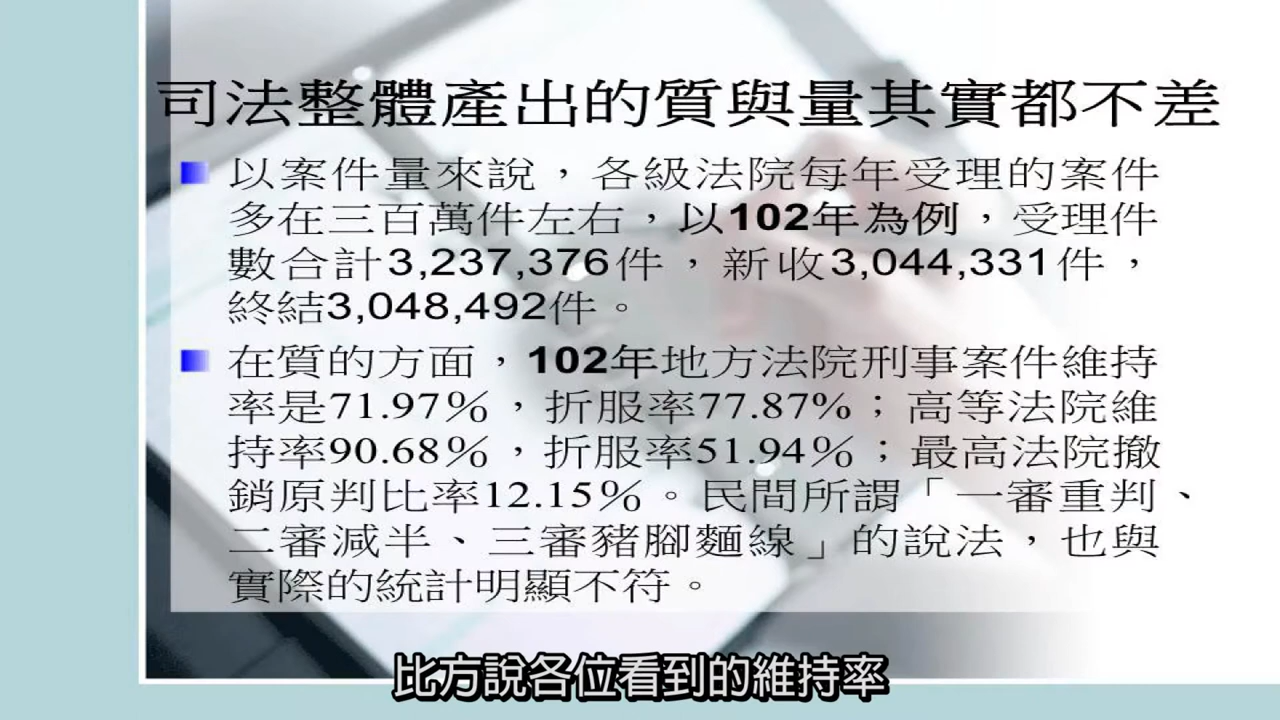 司法整體產出的質與量其實都不差
以案件量來說，各級法院每年受理的案件
多在三百萬件左右，以102年為例，受理件
數合計3,237,376件，新收3,044,331件，
終結3,048,492件。
在質的方面，102年地方法院刑事案件維持
率是71.97％，折服率77.87%；高等法院維
持率90.68％，折服率51.94％；最高法院撤
銷原判比率12.15％。民間所謂「一審重判、
二審減半、三審豬腳麵線」的說法，也與
實際的統計明顯不符。
比方說各位看到的維持率